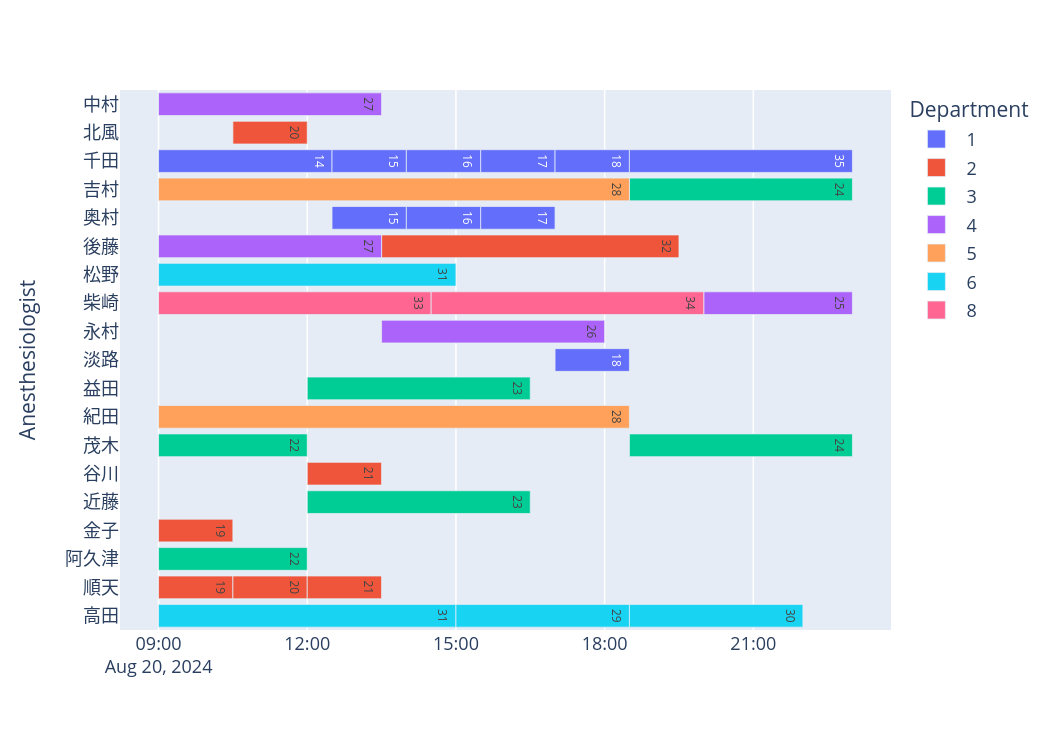 中村 27
北風 20
千田 14 15 16 17 18 35
吉村 28 24
奥村 15 16 17
後藤 27 32
松野 31
柴崎 33 34 25
永村 26
淡路 18
益田 23
紀田 28
茂木 22 24
谷川 21
近藤 23
金子 19
阿久津 22
順天 19 20 21
高田 31 29 30
Anesthesiologist
09:00 12:00 15:00 18:00 21:00
Aug 20, 2024
Department
1
2
3
4
5
6
8